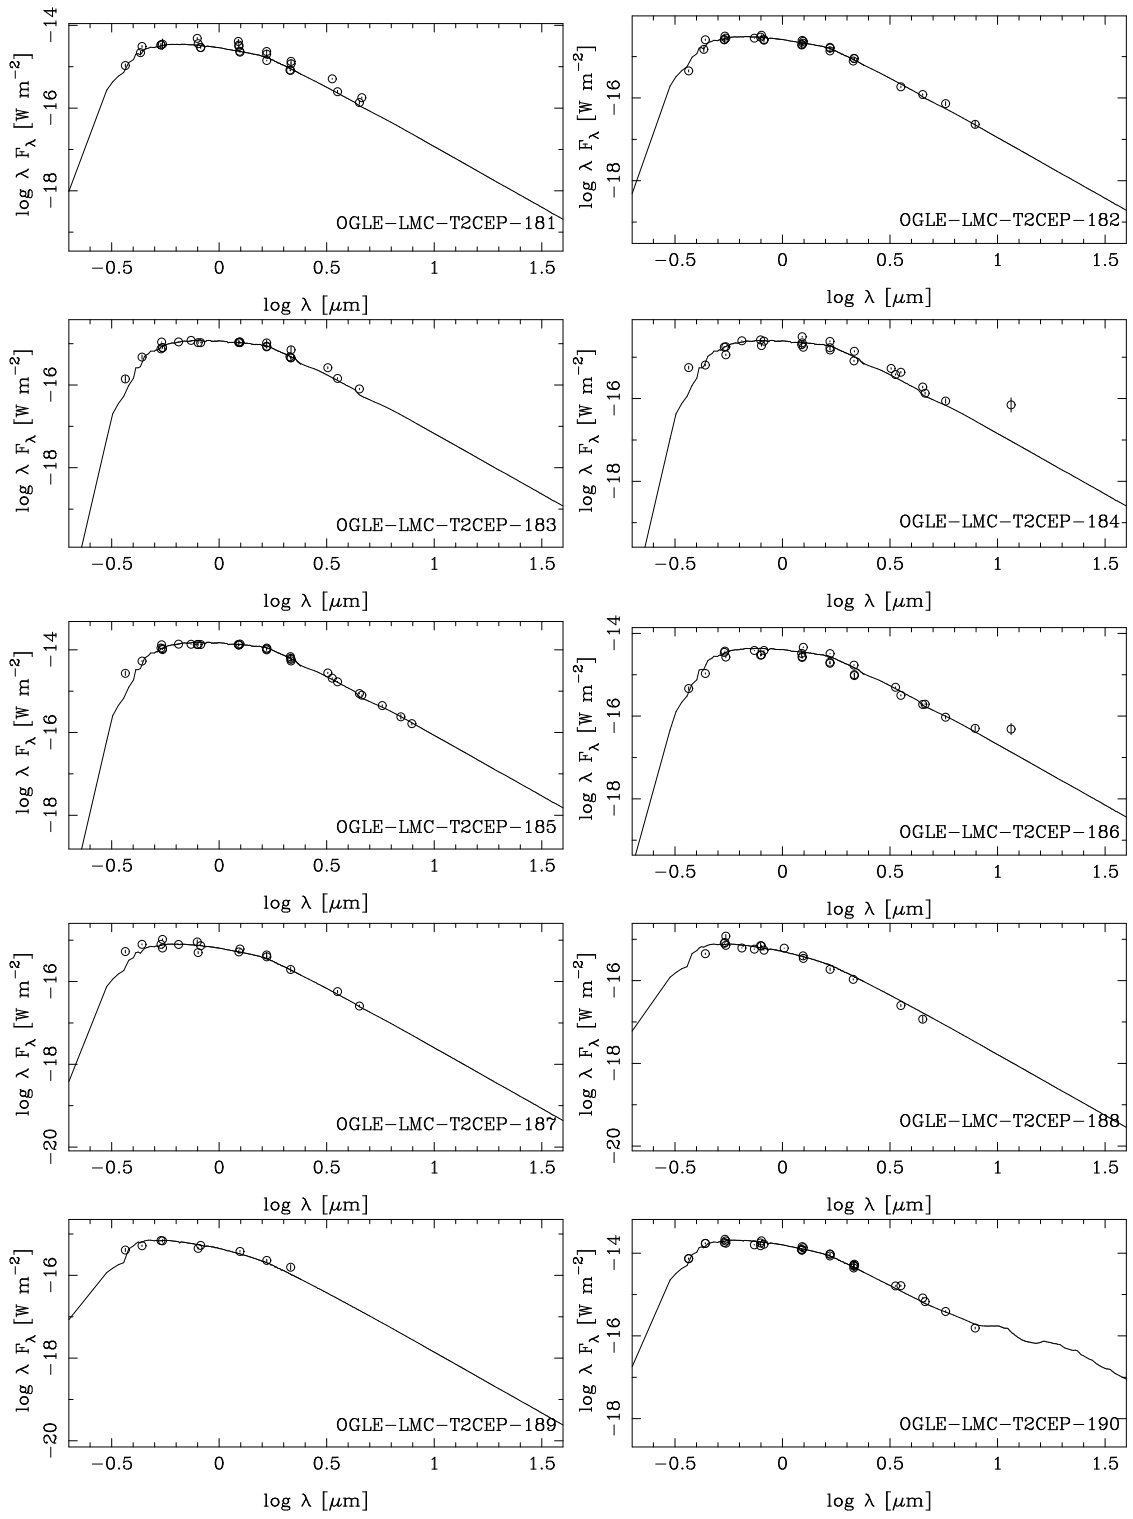 −14
−16
−18
log λ F_λ [W m⁻²]
OGLE−LMC−T2CEP−181
−0.5 0 0.5 1 1.5
log λ [μm]
−16
−18
log λ F_λ [W m⁻²]
OGLE−LMC−T2CEP−182
−0.5 0 0.5 1 1.5
log λ [μm]
−16
−18
log λ F_λ [W m⁻²]
OGLE−LMC−T2CEP−183
−0.5 0 0.5 1 1.5
log λ [μm]
−16
−18
log λ F_λ [W m⁻²]
OGLE−LMC−T2CEP−184
−0.5 0 0.5 1 1.5
log λ [μm]
−14
−16
−18
log λ F_λ [W m⁻²]
OGLE−LMC−T2CEP−185
−0.5 0 0.5 1 1.5
log λ [μm]
−14
−16
−18
log λ F_λ [W m⁻²]
OGLE−LMC−T2CEP−186
−0.5 0 0.5 1 1.5
log λ [μm]
−16
−18
−20
log λ F_λ [W m⁻²]
OGLE−LMC−T2CEP−187
−0.5 0 0.5 1 1.5
log λ [μm]
−16
−18
−20
log λ F_λ [W m⁻²]
OGLE−LMC−T2CEP−188
−0.5 0 0.5 1 1.5
log λ [μm]
−16
−18
−20
log λ F_λ [W m⁻²]
OGLE−LMC−T2CEP−189
−0.5 0 0.5 1 1.5
log λ [μm]
−14
−16
−18
log λ F_λ [W m⁻²]
OGLE−LMC−T2CEP−190
−0.5 0 0.5 1 1.5
log λ [μm]